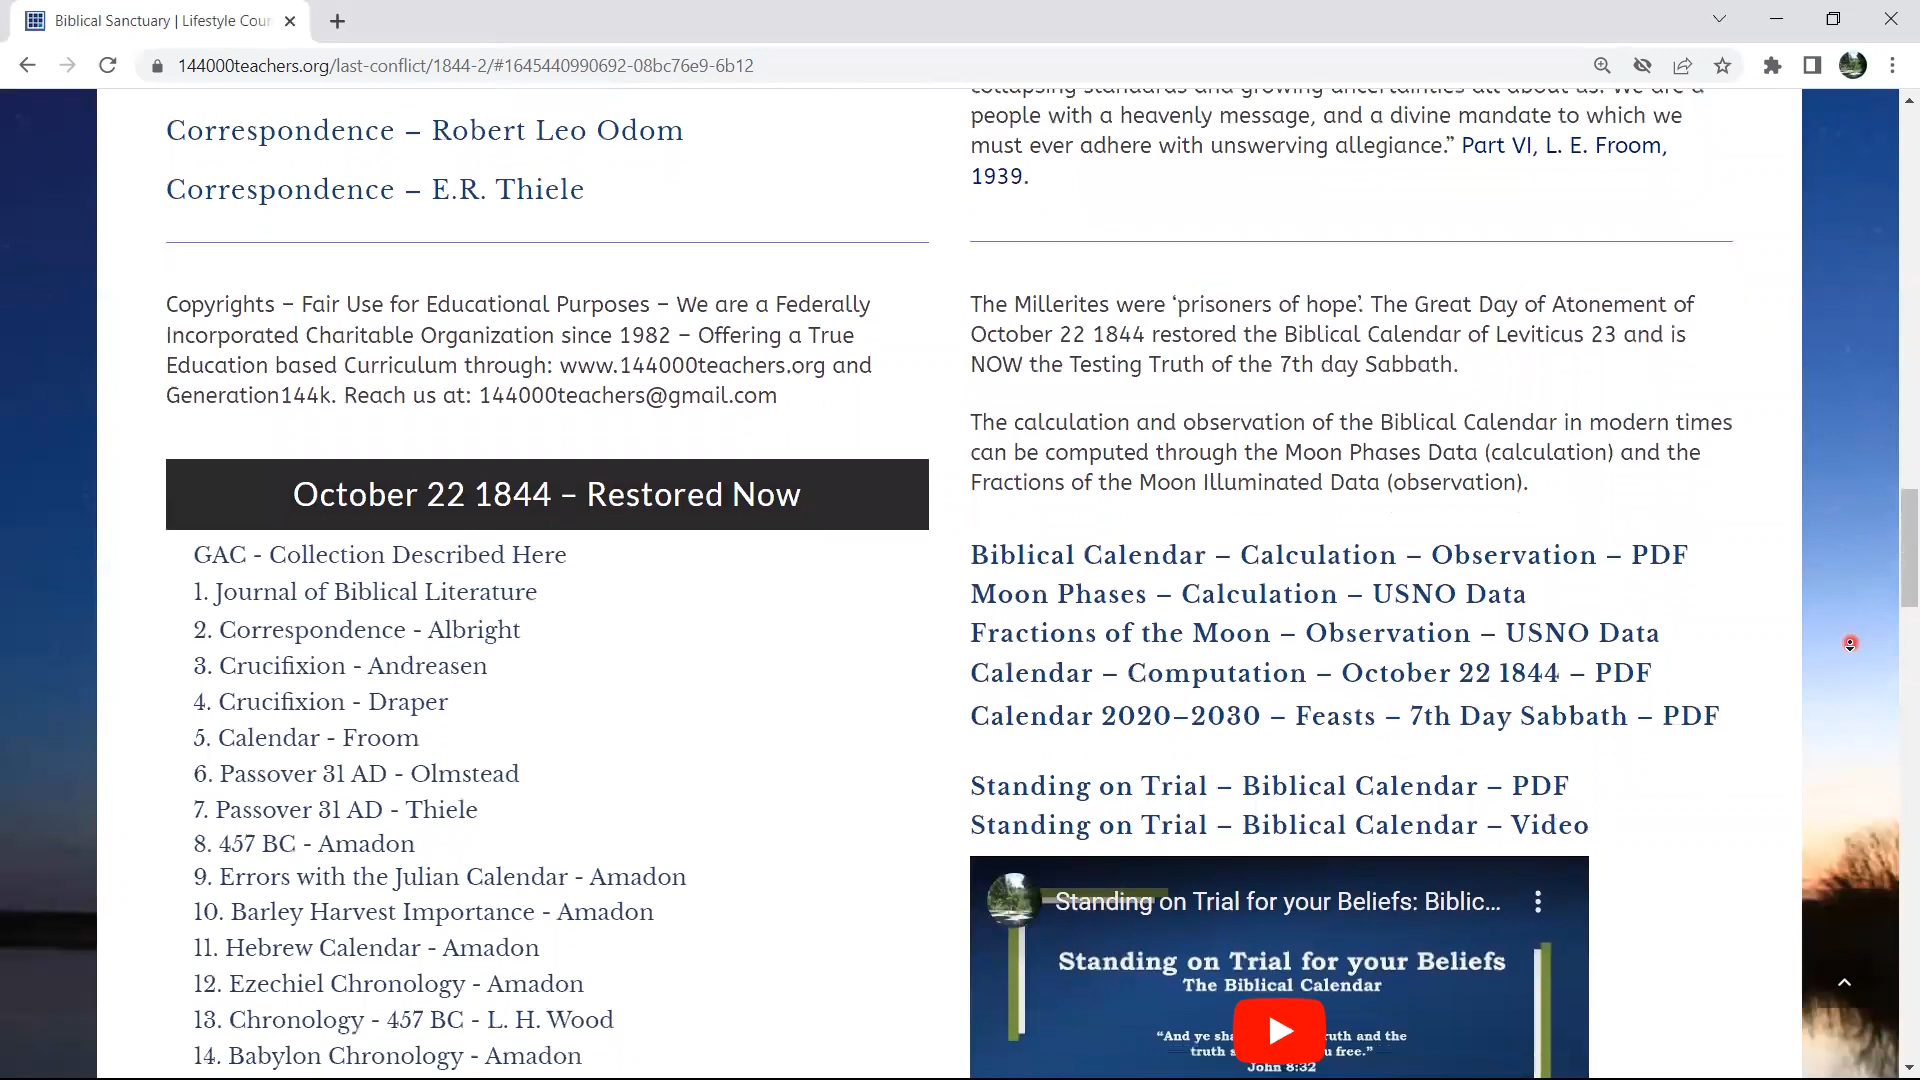 Biblical Sanctuary | Lifestyle Cour
144000teachers.org/last-conflict/1844-2/#1645440990692-08bc76e9-6b12
Correspondence – Robert Leo Odom
Correspondence – E.R. Thiele
Copyrights – Fair Use for Educational Purposes – We are a Federally
Incorporated Charitable Organization since 1982 – Offering a True
Education based Curriculum through: www.144000teachers.org and
Generation144k. Reach us at: 144000teachers@gmail.com
October 22 1844 – Restored Now
GAC - Collection Described Here
1. Journal of Biblical Literature
2. Correspondence - Albright
3. Crucifixion - Andreasen
4. Crucifixion - Draper
5. Calendar - Froom
6. Passover 31 AD - Olmstead
7. Passover 31 AD - Thiele
8. 457 BC - Amadon
9. Errors with the Julian Calendar - Amadon
10. Barley Harvest Importance - Amadon
11. Hebrew Calendar - Amadon
12. Ezechiel Chronology - Amadon
13. Chronology - 457 BC - L. H. Wood
14. Babylon Chronology - Amadon
collapsing standards and growing uncertainties all about us. We are a
people with a heavenly message, and a divine mandate to which we
must ever adhere with unswerving allegiance.” Part VI, L. E. Froom,
1939.
The Millerites were ‘prisoners of hope’. The Great Day of Atonement of
October 22 1844 restored the Biblical Calendar of Leviticus 23 and is
NOW the Testing Truth of the 7th day Sabbath.
The calculation and observation of the Biblical Calendar in modern times
can be computed through the Moon Phases Data (calculation) and the
Fractions of the Moon Illuminated Data (observation).
Biblical Calendar – Calculation – Observation – PDF
Moon Phases – Calculation – USNO Data
Fractions of the Moon – Observation – USNO Data
Calendar – Computation – October 22 1844 – PDF
Calendar 2020–2030 – Feasts – 7th Day Sabbath – PDF
Standing on Trial – Biblical Calendar – PDF
Standing on Trial – Biblical Calendar – Video
Standing on Trial for your Beliefs: Biblic...
Standing on Trial for your Beliefs
The Biblical Calendar
“And ye sha ruth and the
truth s u free.”
John 8:32